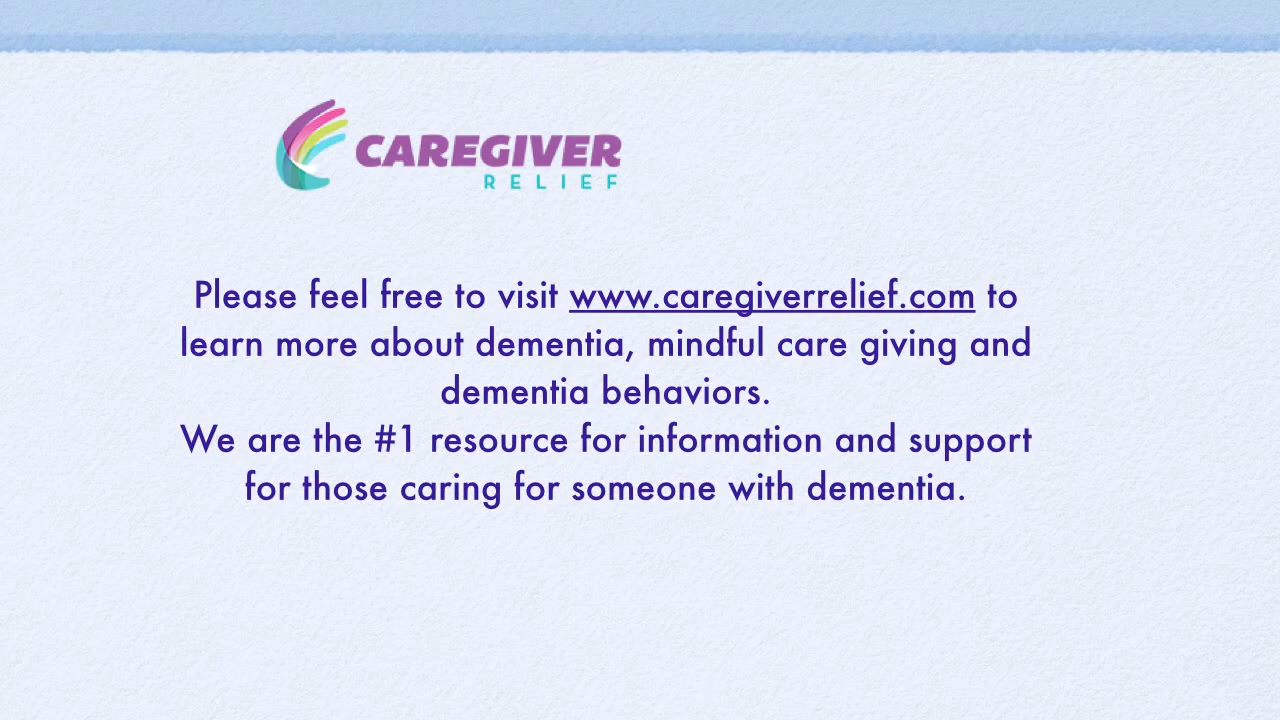 CAREGIVER
RELIEF
Please feel free to visit www.caregiverrelief.com to
learn more about dementia, mindful care giving and
dementia behaviors.
We are the #1 resource for information and support
for those caring for someone with dementia.